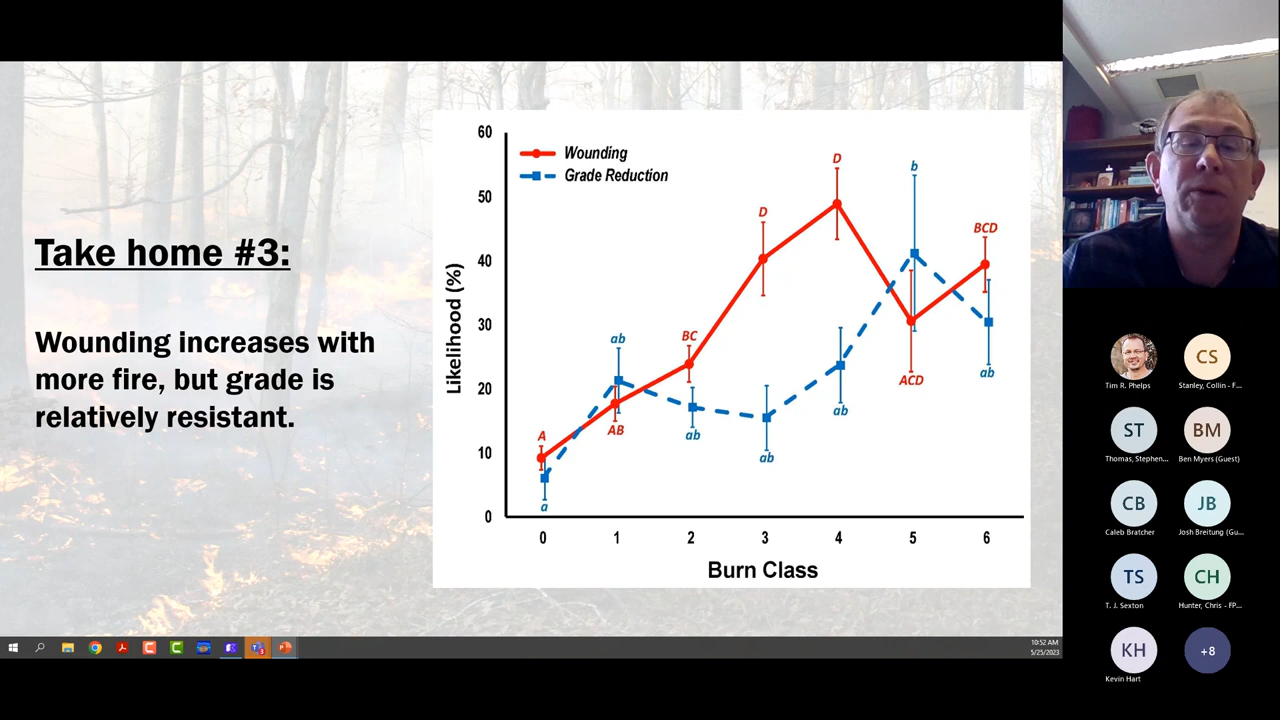 Take home #3:
Wounding increases with
more fire, but grade is
relatively resistant.
Wounding
Grade Reduction
Likelihood (%)
60
50
40
30
20
10
0
A
a
ab
AB
BC
ab
D
ab
D
ab
b
ACD
BCD
ab
0 1 2 3 4 5 6
Burn Class
10:52 AM
5/25/2023
Tim R. Phelps
CS
Stanley, Collin - F...
ST
Thomas, Stephen...
BM
Ben Myers (Guest)
CB
Caleb Bratcher
JB
Josh Breitung (Gu...
TS
T. J. Sexton
CH
Hunter, Chris - FP...
KH
Kevin Hart
+8